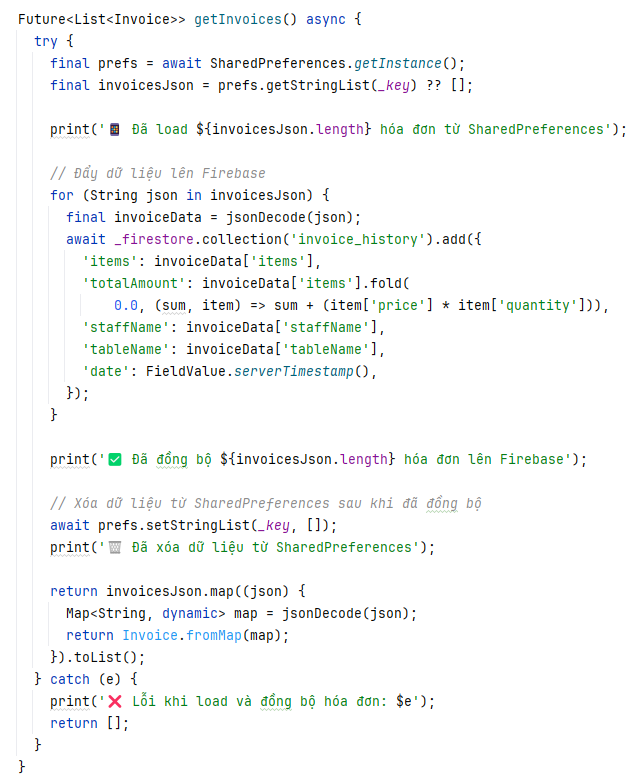 Future<List<Invoice>> getInvoices() async {
  try {
    final prefs = await SharedPreferences.getInstance();
    final invoicesJson = prefs.getStringList(_key) ?? [];

    print('📱 Đã load ${invoicesJson.length} hóa đơn từ SharedPreferences');

    // Đẩy dữ liệu lên Firebase
    for (String json in invoicesJson) {
      final invoiceData = jsonDecode(json);
      await _firestore.collection('invoice_history').add({
        'items': invoiceData['items'],
        'totalAmount': invoiceData['items'].fold(
            0.0, (sum, item) => sum + (item['price'] * item['quantity'])),
        'staffName': invoiceData['staffName'],
        'tableName': invoiceData['tableName'],
        'date': FieldValue.serverTimestamp(),
      });
    }

    print('✅ Đã đồng bộ ${invoicesJson.length} hóa đơn lên Firebase');

    // Xóa dữ liệu từ SharedPreferences sau khi đã đồng bộ
    await prefs.setStringList(_key, []);
    print('🗑️ Đã xóa dữ liệu từ SharedPreferences');

    return invoicesJson.map((json) {
      Map<String, dynamic> map = jsonDecode(json);
      return Invoice.fromMap(map);
    }).toList();
  } catch (e) {
    print('❌ Lỗi khi load và đồng bộ hóa đơn: $e');
    return [];
  }
}